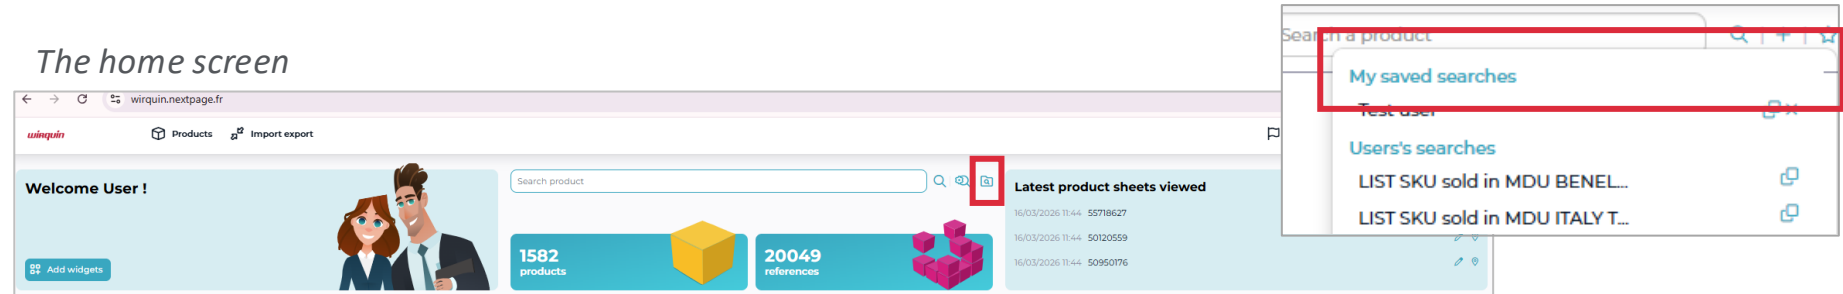 The home screen
wirquin.nextpage.fr
wirquin
Products
Import export
Welcome User !
Add widgets
Search product
1582
products
20049
references
Latest product sheets viewed
16/03/2026 11:44 55718627
16/03/2026 11:44 50120559
16/03/2026 11:44 50950176
Search a product
My saved searches
Test user
Users's searches
LIST SKU sold in MDU BENEL...
LIST SKU sold in MDU ITALY T...